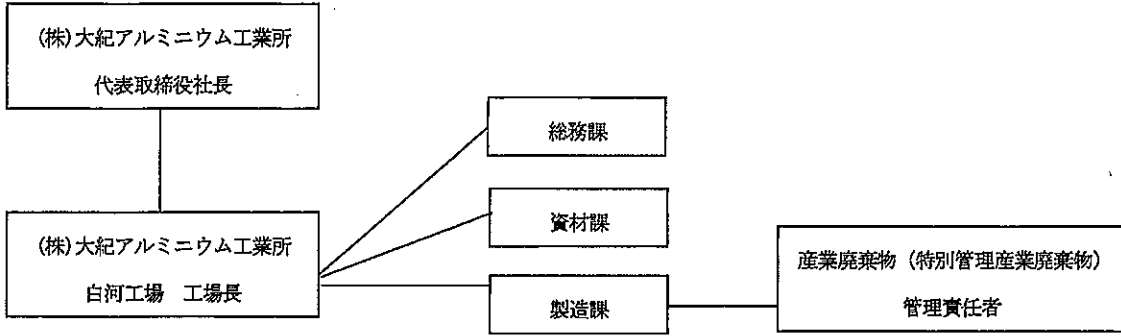 (株)大紀アルミニウム工業所
代表取締役社長
総務課
資材課
(株)大紀アルミニウム工業所
白河工場　工場長
製造課
産業廃棄物（特別管理産業廃棄物）
管理責任者